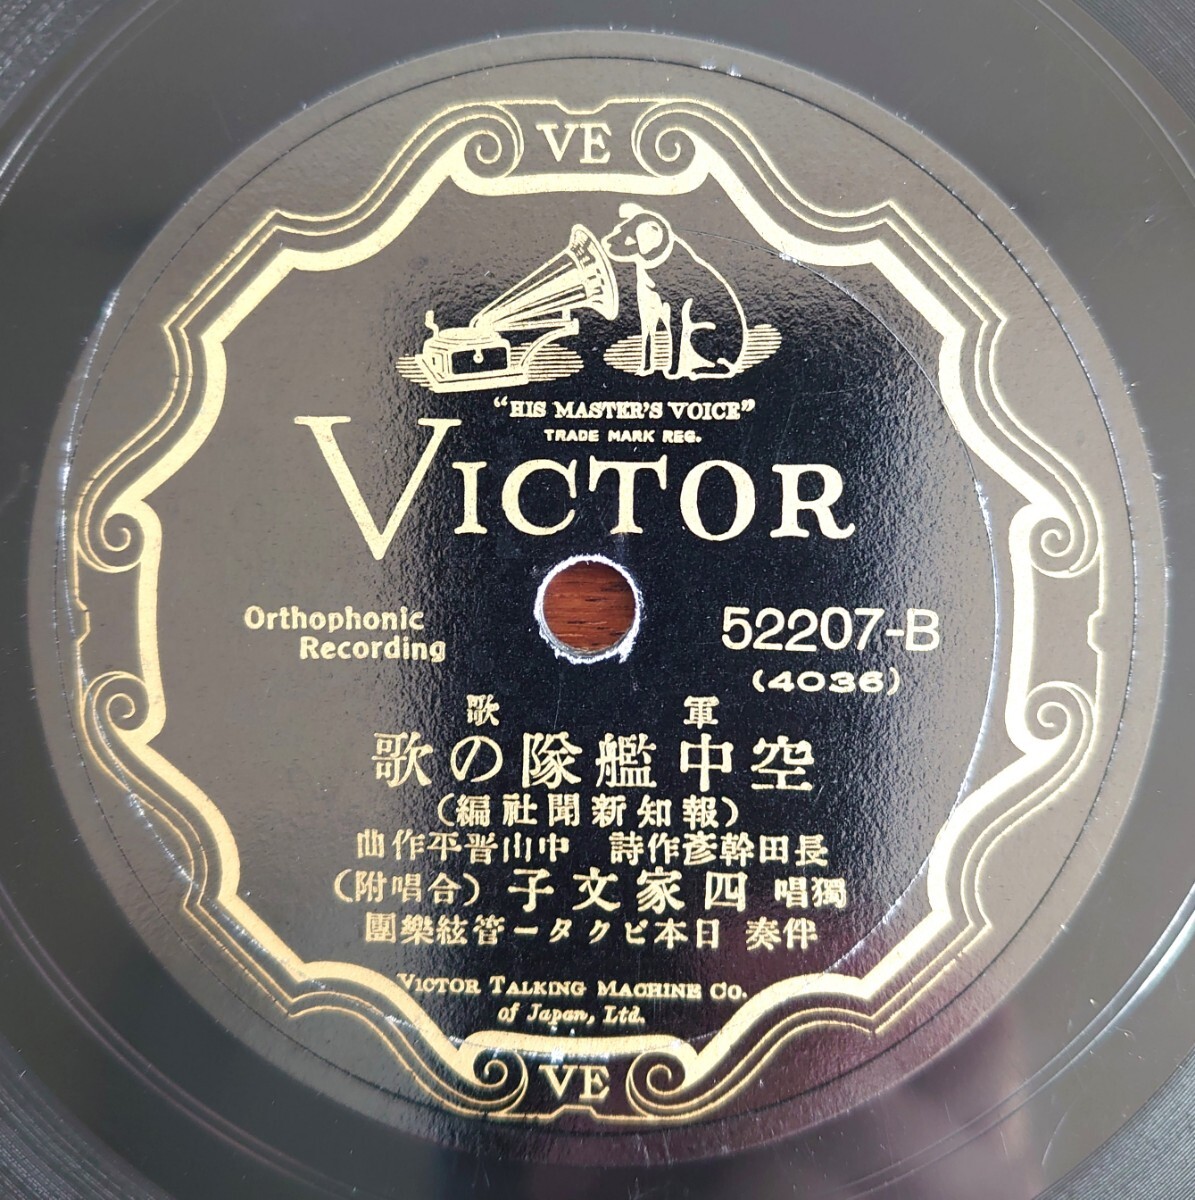 VE
"HIS MASTER'S VOICE"
TRADE MARK REG.
VICTOR
Orthophonic
Recording
52207-B
(4036)
軍歌
空中艦隊の歌
(報知新聞社編)
長田幹彦作詩 中山晋平作曲
獨唱 四家文子(合唱附)
伴奏 日本ビクター管絃樂團
VICTOR TALKING MACHINE CO.
of Japan, Ltd.
VE